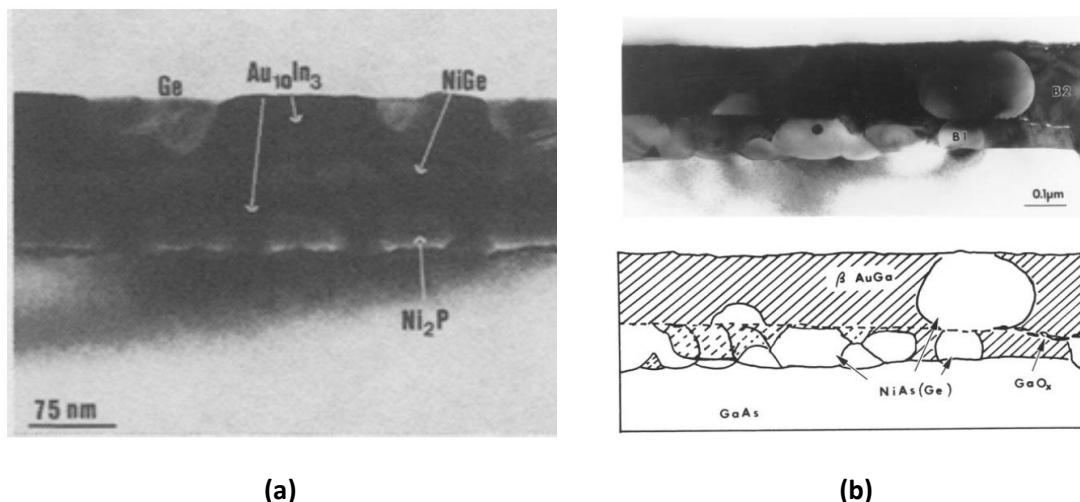 Ge
Au10In3
NiGe
Ni2P
75 nm
(a)
B2
B1
0.1μm
β AuGa
NiAs(Ge)
GaOx
GaAs
(b)